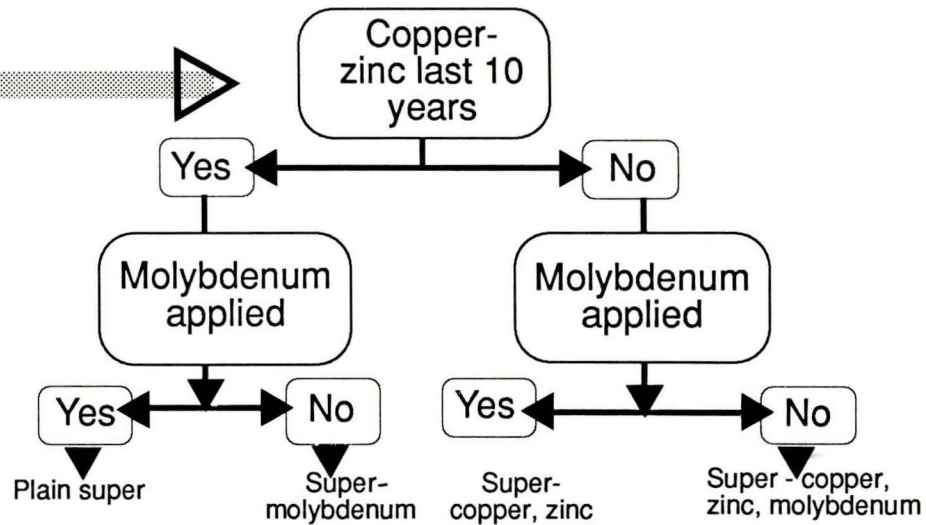 Copper-
zinc last 10
years
Yes
No
Molybdenum
applied
Molybdenum
applied
Yes
No
Yes
No
Plain super
Super-
molybdenum
Super-
copper, zinc
Super - copper,
zinc, molybdenum